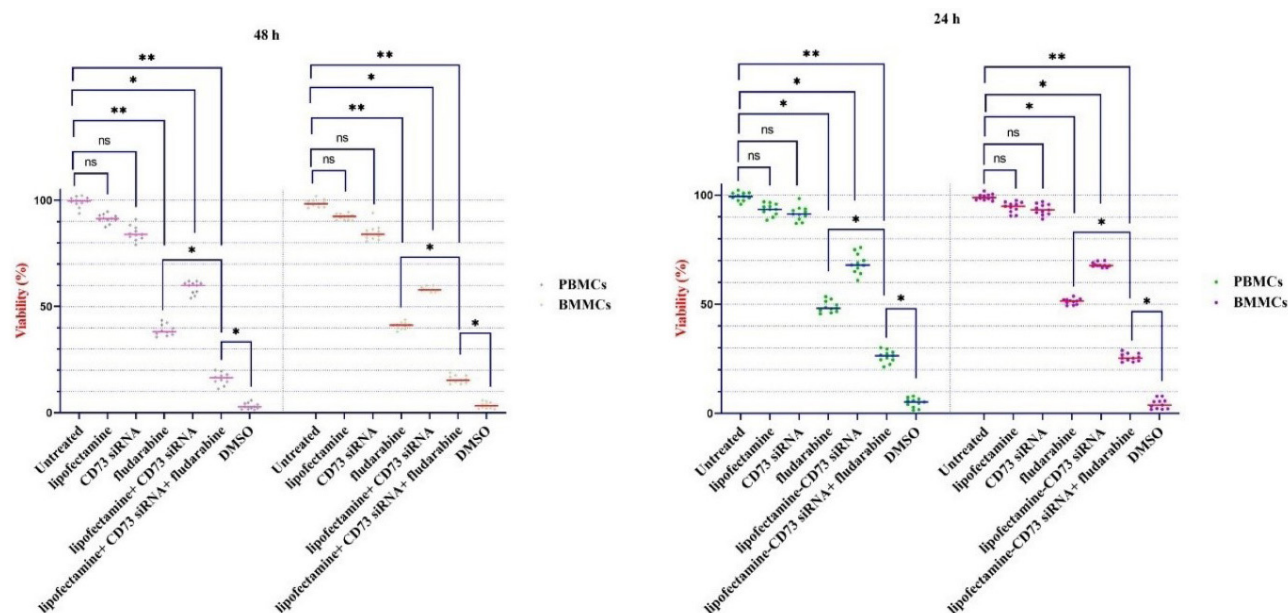 48 h
**
*
**
ns
ns
*
*
**
*
**
ns
ns
*
*
Viability (%)
100
50
0
Untreated
lipofectamine
CD73 siRNA
fludarabine
lipofectamine+ CD73 siRNA
lipofectamine+ CD73 siRNA+ fludarabine
DMSO
Untreated
lipofectamine
CD73 siRNA
fludarabine
lipofectamine+ CD73 siRNA
lipofectamine+ CD73 siRNA+ fludarabine
DMSO
PBMCs
BMMCs
24 h
**
*
*
ns
ns
*
*
**
*
*
ns
ns
*
*
Viability (%)
100
50
0
Untreated
lipofectamine
CD73 siRNA
fludarabine
lipofectamine-CD73 siRNA
lipofectamine-CD73 siRNA+ fludarabine
DMSO
Untreated
lipofectamine
CD73 siRNA
fludarabine
lipofectamine-CD73 siRNA
lipofectamine-CD73 siRNA+ fludarabine
DMSO
PBMCs
BMMCs